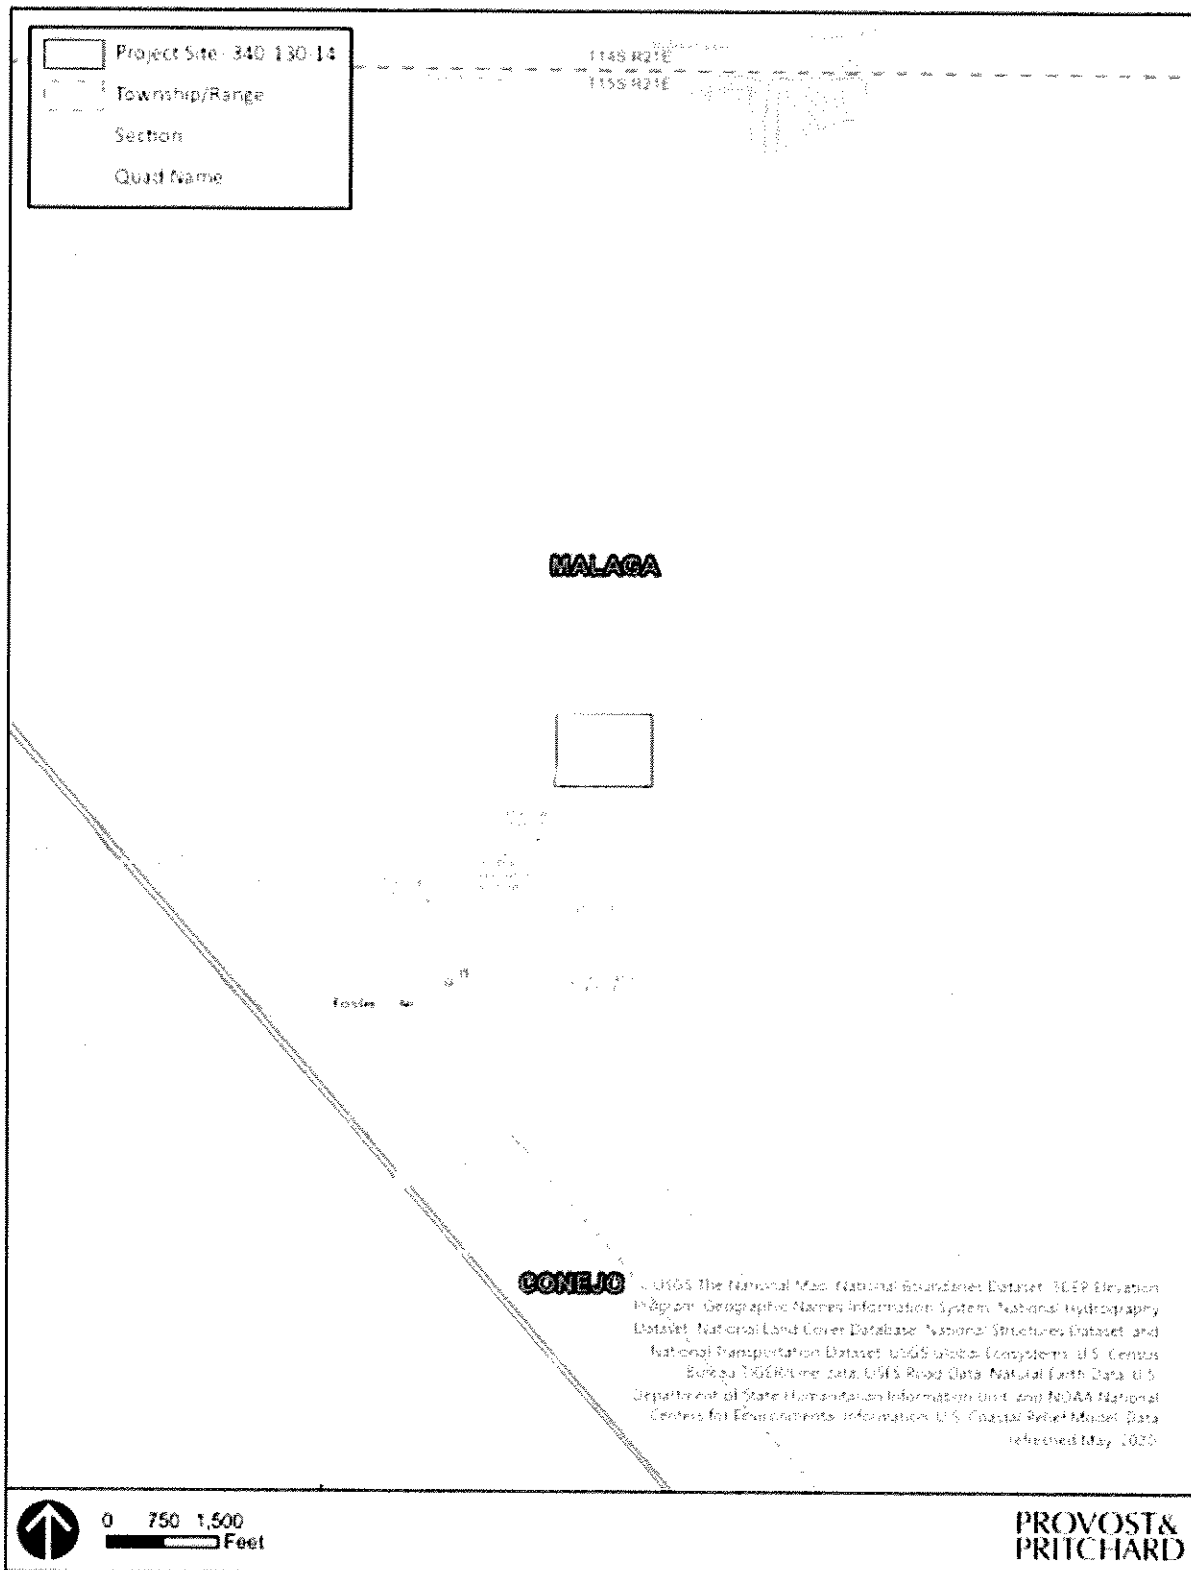 Project Site 340-130-14
Township/Range
Section
Quad Name
T14S R21E
T15S R21E
MALAGA
CONEJO
USGS The National Map: National Boundaries Dataset, 3DEP Elevation
Program, Geographic Names Information System, National Hydrography
Dataset, National Land Cover Database, National Structures Dataset, and
National Transportation Dataset; USGS Global Ecosystems; U.S. Census
Bureau TIGER/Line data; USFS Road Data; Natural Earth Data; U.S.
Department of State Humanitarian Information Unit; and NOAA National
Centers for Environmental Information, U.S. Coastal Relief Model. Data
refreshed May, 2020.
0 750 1,500
Feet
PROVOST&
PRITCHARD